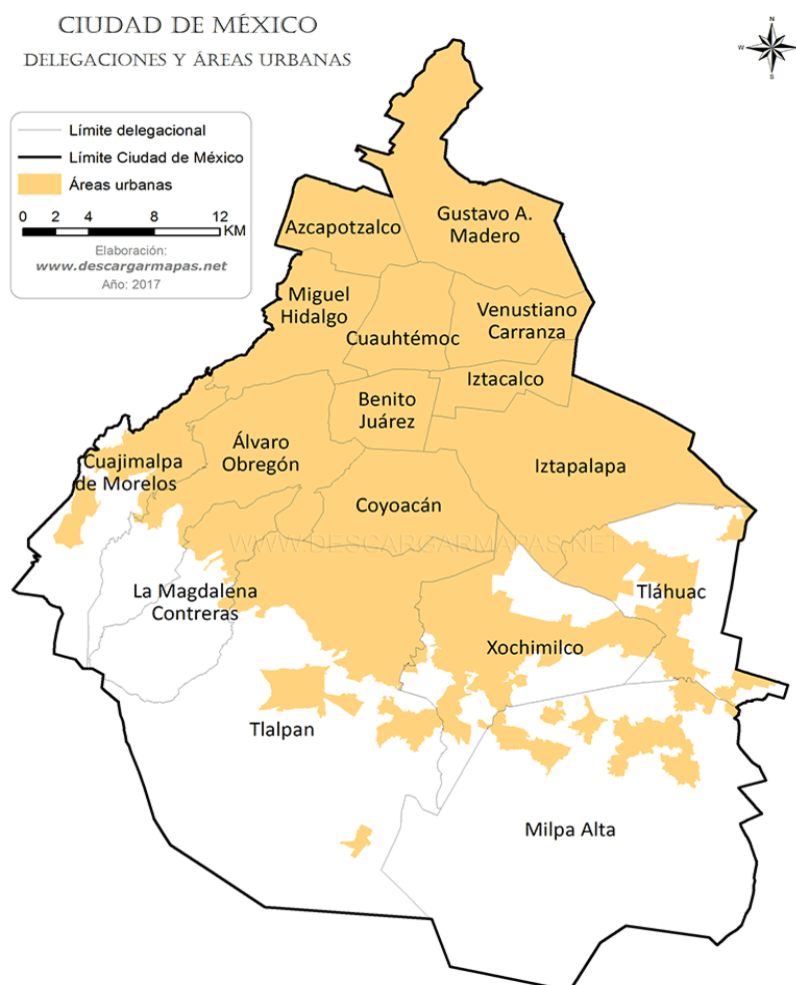 CIUDAD DE MÉXICO
DELEGACIONES Y ÁREAS URBANAS
N
W
E
S
Límite delegacional
Límite Ciudad de México
Áreas urbanas
0 2 4 8 12
KM
Elaboración:
www.descargarmapas.net
Año: 2017
Gustavo A.
Madero
Azcapotzalco
Miguel
Hidalgo
Venustiano
Carranza
Cuauhtémoc
Iztacalco
Benito
Juárez
Álvaro
Obregón
Cuajimalpa
de Morelos
Iztapalapa
Coyoacán
WWW.DESCARGARMAPAS.NET
La Magdalena
Contreras
Tláhuac
Xochimilco
Tlalpan
Milpa Alta